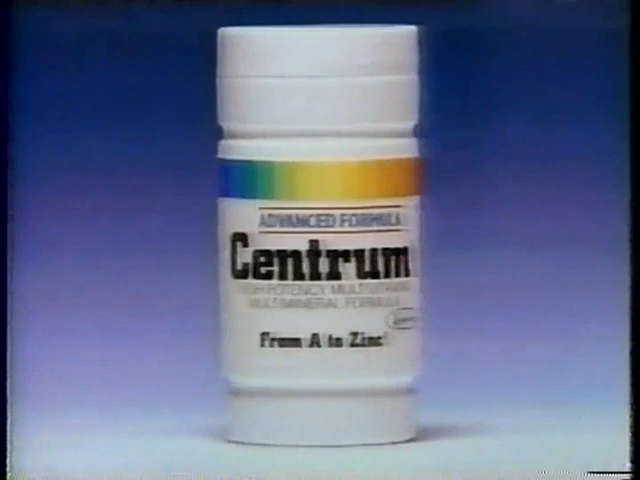 ADVANCED FORMULA
Centrum
HIGH POTENCY MULTIVITAMIN
MULTIMINERAL FORMULA
From A to Zinc